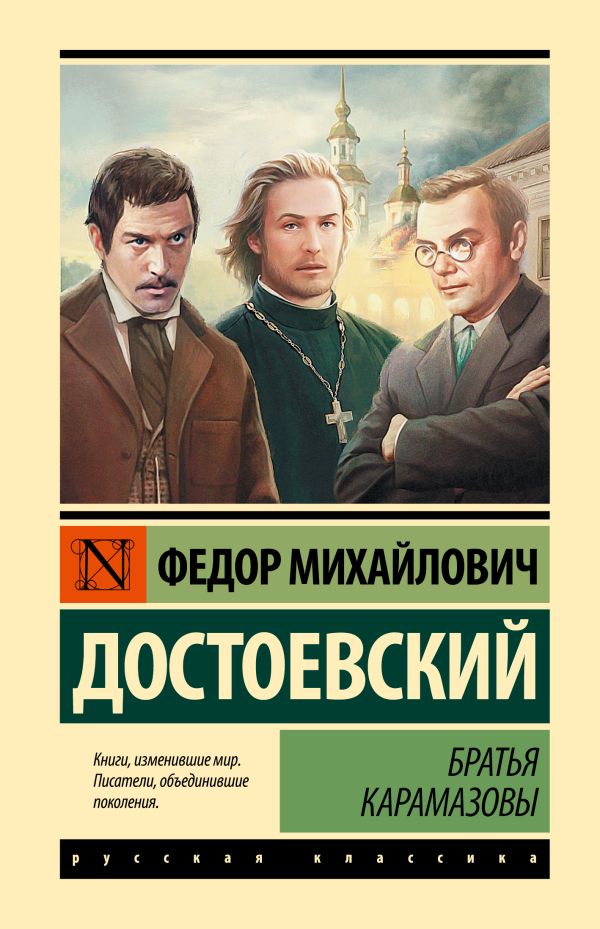 N
ФЕДОР МИХАЙЛОВИЧ
ДОСТОЕВСКИЙ
Книги, изменившие мир.
Писатели, объединившие
поколения.
БРАТЬЯ
КАРАМАЗОВЫ
русская классика